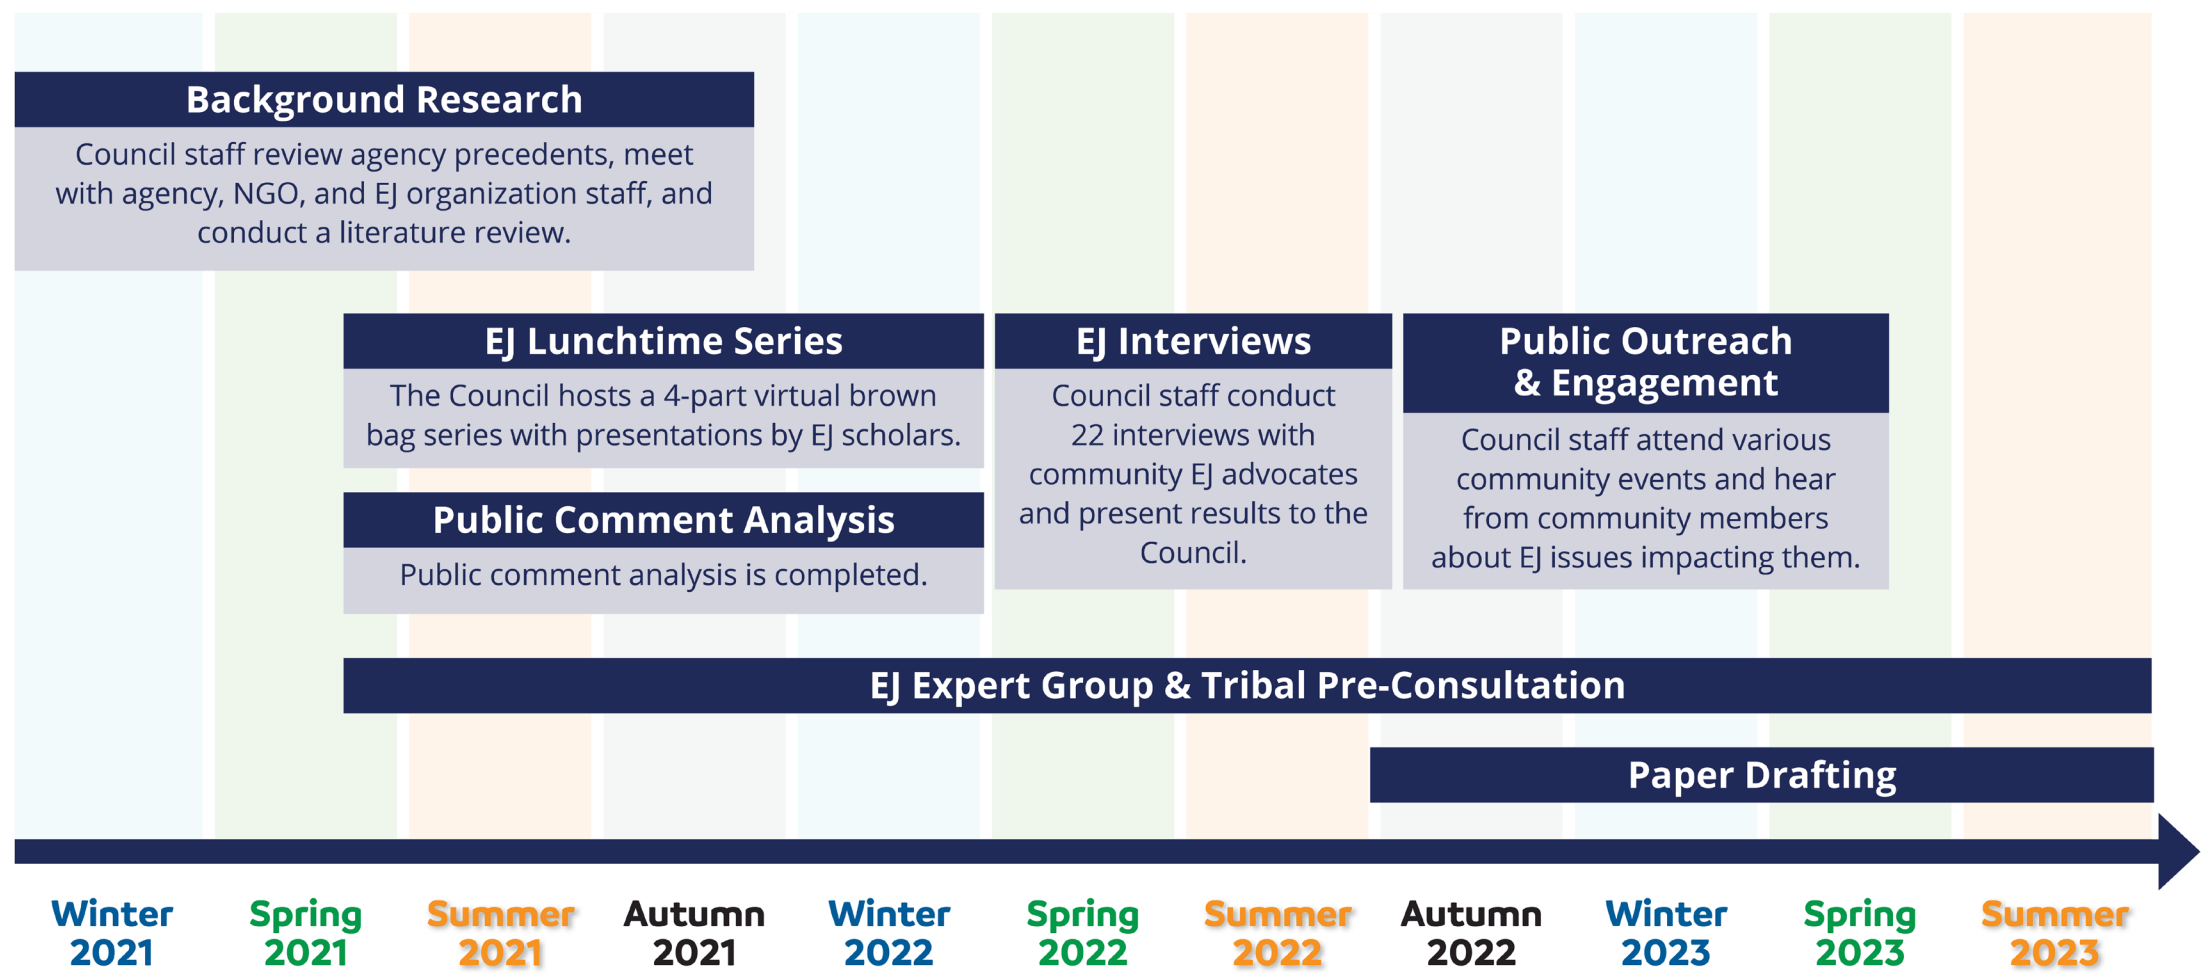 Background Research
Council staff review agency precedents, meet
with agency, NGO, and EJ organization staff, and
conduct a literature review.
EJ Lunchtime Series
The Council hosts a 4-part virtual brown
bag series with presentations by EJ scholars.
Public Comment Analysis
Public comment analysis is completed.
EJ Interviews
Council staff conduct
22 interviews with
community EJ advocates
and present results to the
Council.
Public Outreach
& Engagement
Council staff attend various
community events and hear
from community members
about EJ issues impacting them.
EJ Expert Group & Tribal Pre-Consultation
Paper Drafting
Winter
2021
Spring
2021
Summer
2021
Autumn
2021
Winter
2022
Spring
2022
Summer
2022
Autumn
2022
Winter
2023
Spring
2023
Summer
2023